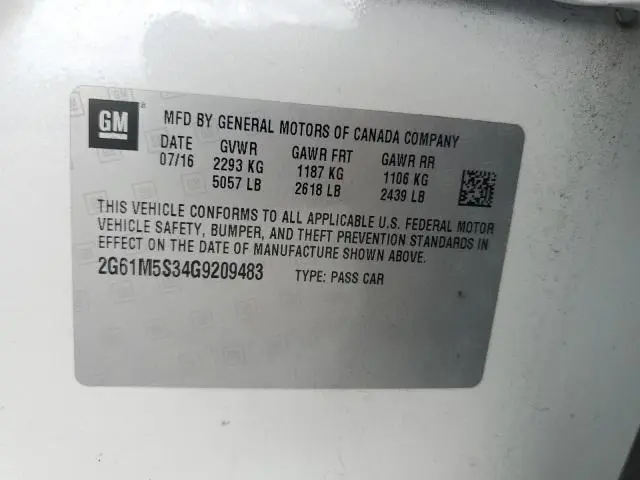 GM ®
MFD BY GENERAL MOTORS OF CANADA COMPANY
DATE GVWR GAWR FRT GAWR RR
07/16 2293 KG 1187 KG 1106 KG
5057 LB 2618 LB 2439 LB
THIS VEHICLE CONFORMS TO ALL APPLICABLE U.S. FEDERAL MOTOR
VEHICLE SAFETY, BUMPER, AND THEFT PREVENTION STANDARDS IN
EFFECT ON THE DATE OF MANUFACTURE SHOWN ABOVE.
2G61M5S34G9209483 TYPE: PASS CAR